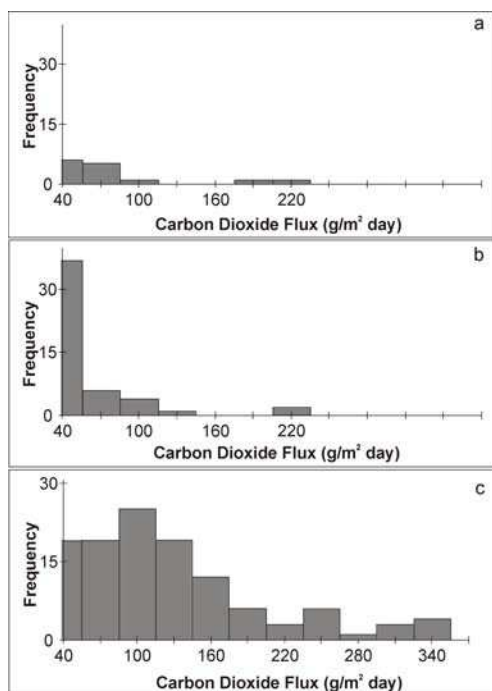 a
30
15
0
Frequency
40 100 160 220
Carbon Dioxide Flux (g/m² day)
b
30
15
0
Frequency
40 100 160 220
Carbon Dioxide Flux (g/m² day)
c
30
15
0
Frequency
40 100 160 220 280 340
Carbon Dioxide Flux (g/m² day)